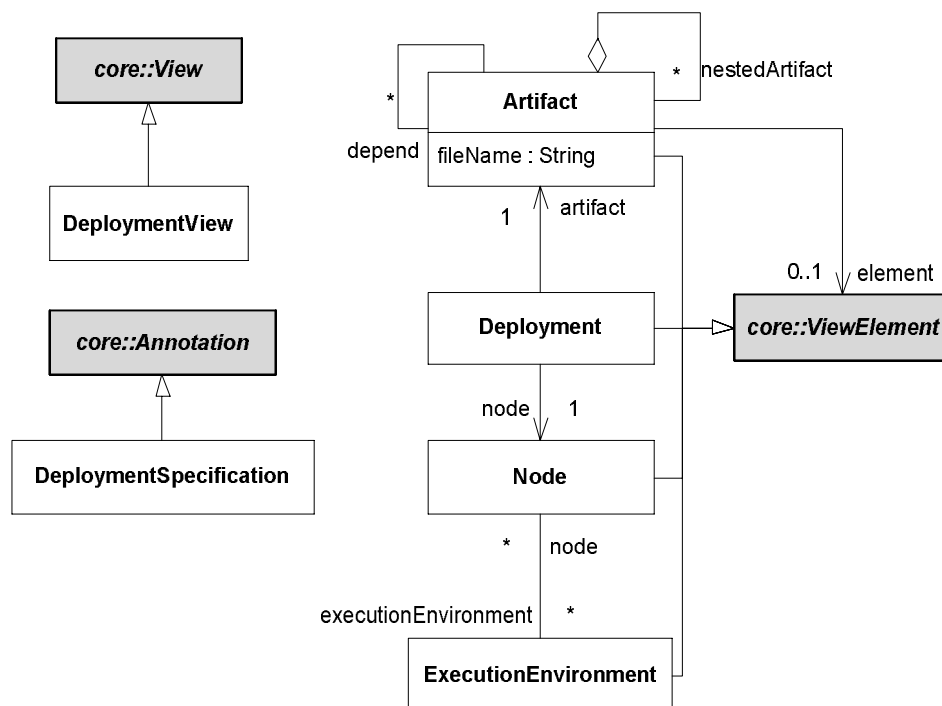 core::View
DeploymentView
core::Annotation
DeploymentSpecification
*
nestedArtifact
Artifact
*
depend
fileName : String
1
artifact
0..1
element
Deployment
core::ViewElement
node
1
Node
*
node
executionEnvironment
*
ExecutionEnvironment